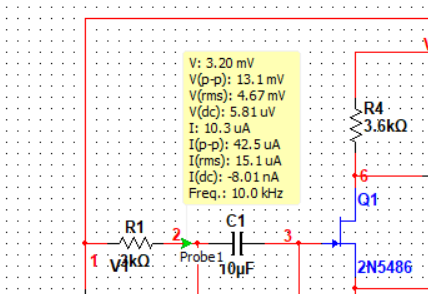 V: 3.20 mV
V(p-p): 13.1 mV
V(rms): 4.67 mV
V(dc): 5.81 uV
I: 10.3 uA
I(p-p): 42.5 uA
I(rms): 15.1 uA
I(dc): -8.01 nA
Freq.: 10.0 kHz
R4
3.6kΩ
6
Q1
R1
2
C1
3
1
Probe1
10µF
2N5486